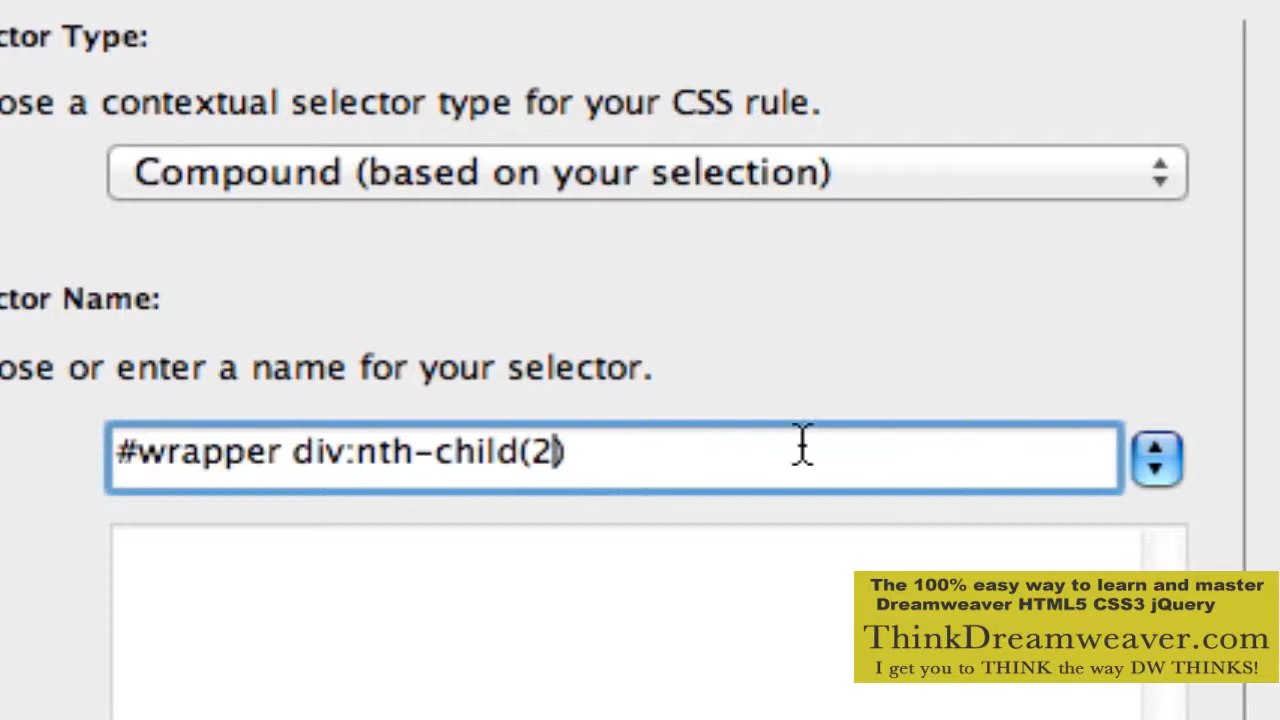 ctor Type:
ose a contextual selector type for your CSS rule.
Compound (based on your selection)
ctor Name:
ose or enter a name for your selector.
#wrapper div:nth-child(2)
The 100% easy way to learn and master
Dreamweaver HTML5 CSS3 jQuery
ThinkDreamweaver.com
I get you to THINK the way DW THINKS!